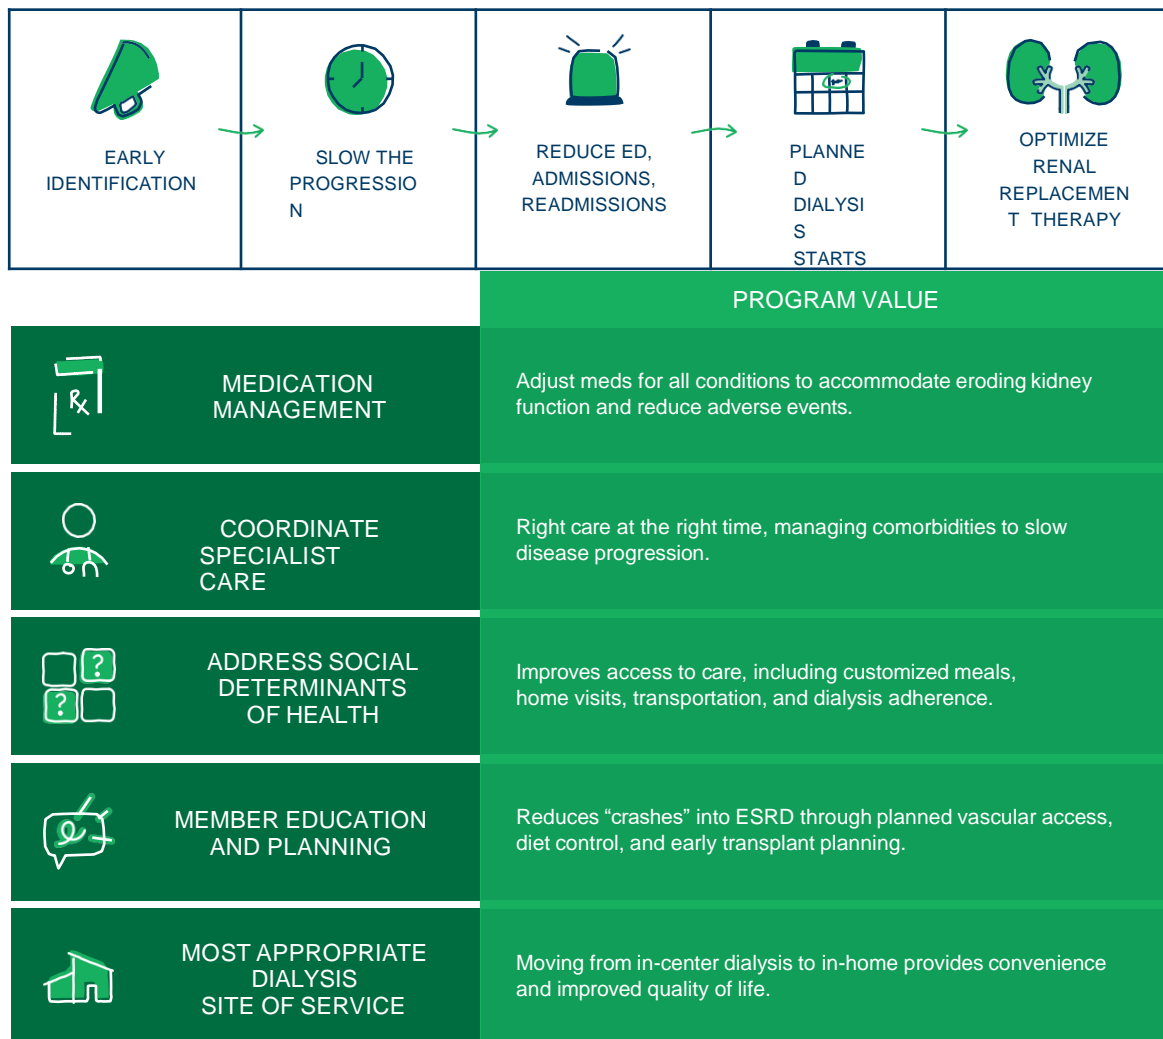 EARLY
IDENTIFICATION
SLOW THE
PROGRESSIO
N
REDUCE ED,
ADMISSIONS,
READMISSIONS
PLANNE
D
DIALYSI
S
STARTS
OPTIMIZE
RENAL
REPLACEMEN
T THERAPY
PROGRAM VALUE
Rx
MEDICATION
MANAGEMENT
Adjust meds for all conditions to accommodate eroding kidney
function and reduce adverse events.
COORDINATE
SPECIALIST
CARE
Right care at the right time, managing comorbidities to slow
disease progression.
?
?
ADDRESS SOCIAL
DETERMINANTS
OF HEALTH
Improves access to care, including customized meals,
home visits, transportation, and dialysis adherence.
MEMBER EDUCATION
AND PLANNING
Reduces “crashes” into ESRD through planned vascular access,
diet control, and early transplant planning.
MOST APPROPRIATE
DIALYSIS
SITE OF SERVICE
Moving from in-center dialysis to in-home provides convenience
and improved quality of life.